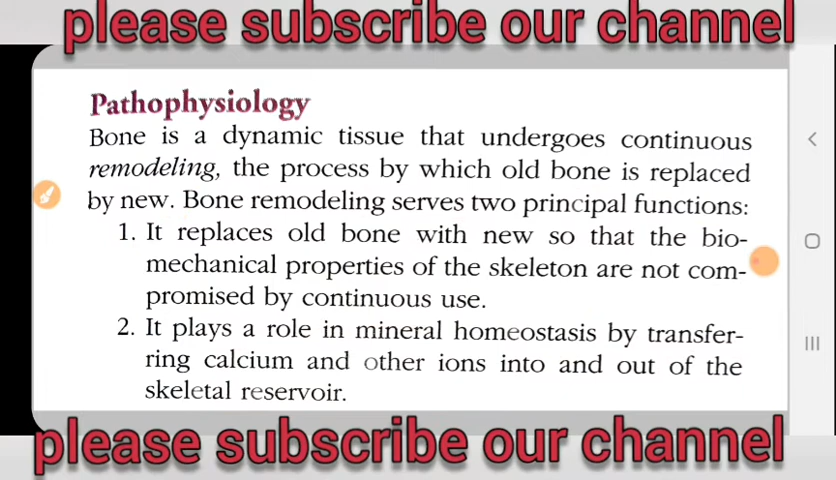 please subscribe our channel
Pathophysiology
Bone is a dynamic tissue that undergoes continuous
remodeling, the process by which old bone is replaced
by new. Bone remodeling serves two principal functions:
1. It replaces old bone with new so that the bio-
mechanical properties of the skeleton are not com-
promised by continuous use.
2. It plays a role in mineral homeostasis by transfer-
ring calcium and other ions into and out of the
skeletal reservoir.
please subscribe our channel